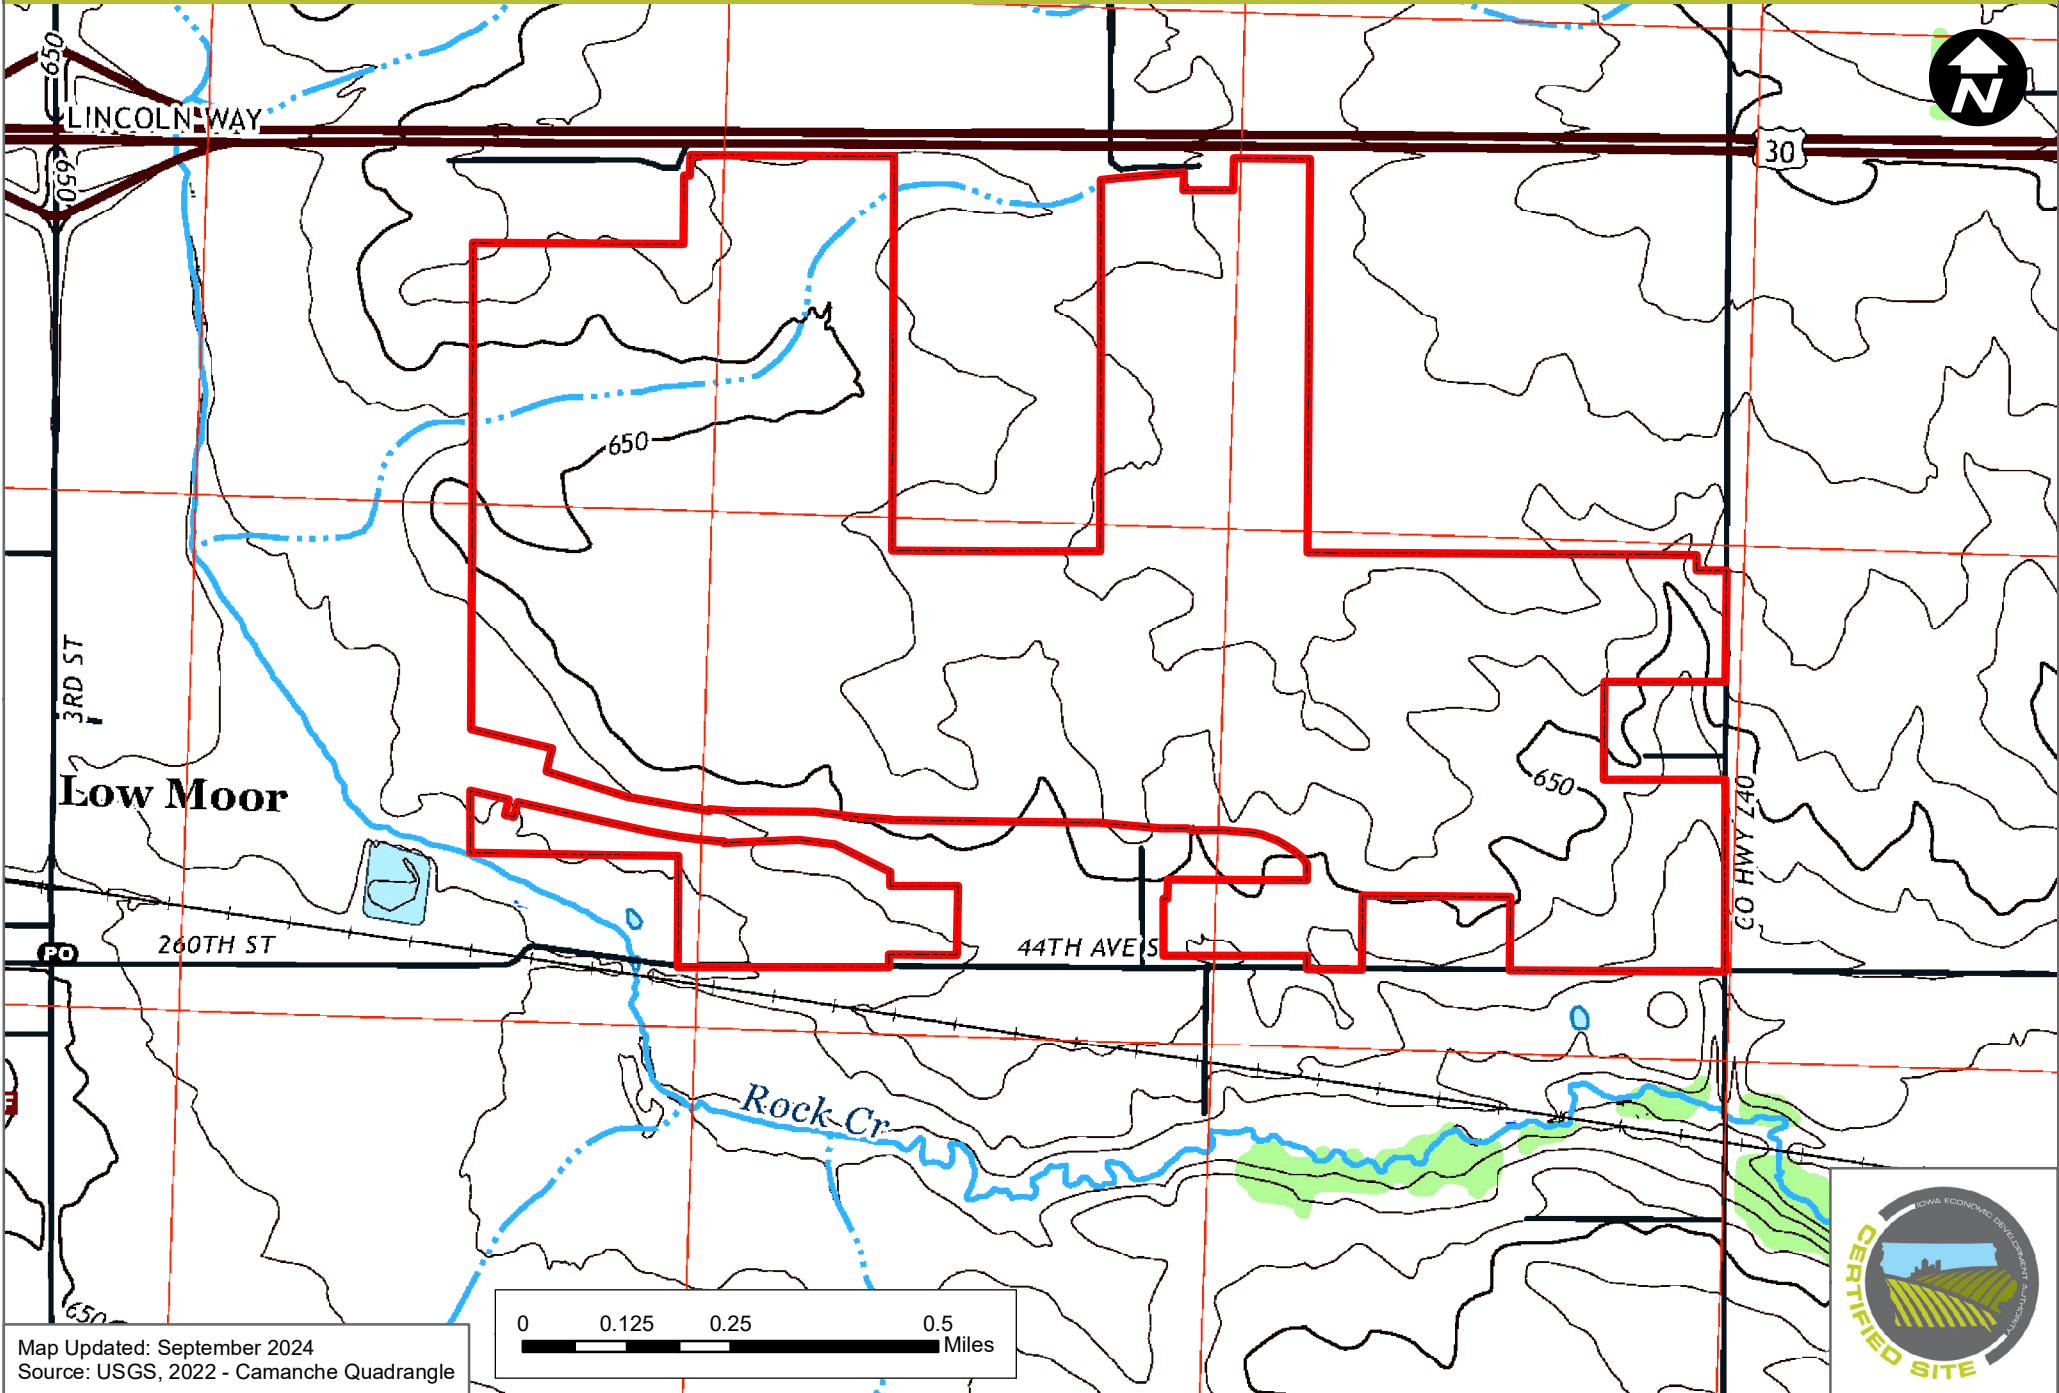 650
LINCOLN WAY
650
N
30
650
3RD ST
Low Moor
650
CO HWY Z40
PO
260TH ST
44TH AVE S
Rock Cr
650
0 0.125 0.25 0.5
Miles
Map Updated: September 2024
Source: USGS, 2022 - Camanche Quadrangle
IOWA ECONOMIC DEVELOPMENT AUTHORITY
CERTIFIED SITE